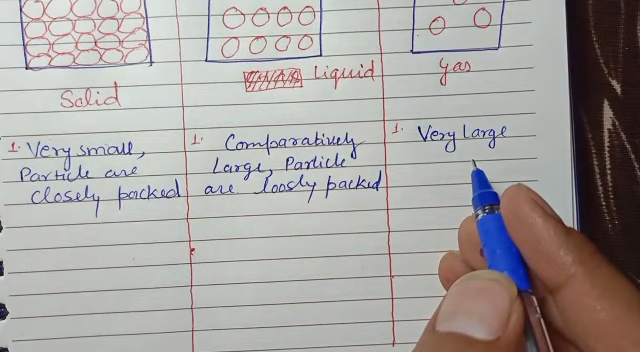 Solid
Liquid
Gas
1. Very small,
Particle are
closely packed
1. Comparatively
Large, Particle
are loosly packed
1. Very Large